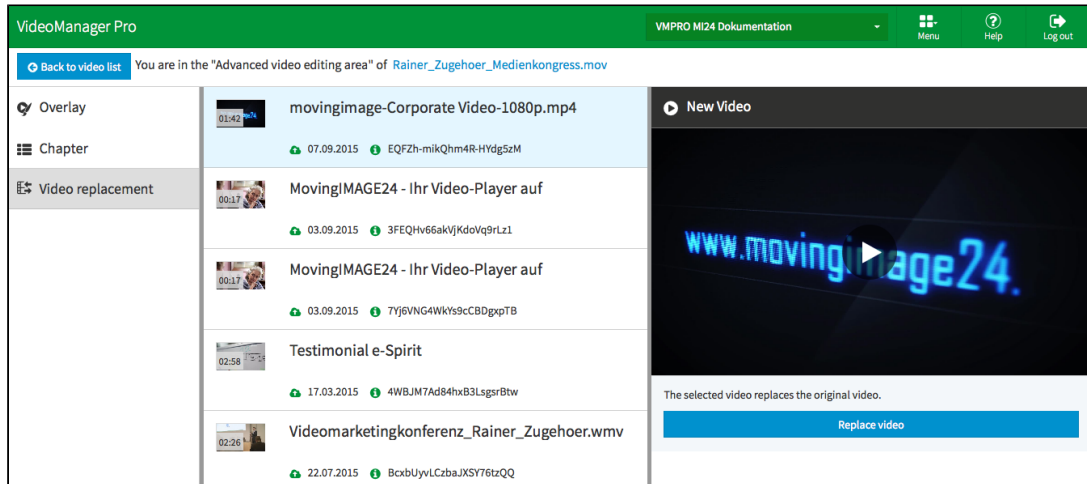 VideoManager Pro
VMPRO MI24 Dokumentation
Menu
Help
Log out
Back to video list
You are in the "Advanced video editing area" of Rainer_Zugehoer_Medienkongress.mov
Overlay
Chapter
Video replacement
01:42
movingimage-Corporate Video-1080p.mp4
07.09.2015 EQFZh-mikQhm4R-HYdg5zM
00:17
MovingIMAGE24 - Ihr Video-Player auf
03.09.2015 3FEQHv66akVjKdoVq9rLz1
00:17
MovingIMAGE24 - Ihr Video-Player auf
03.09.2015 7Yj6VNG4WkYs9cCBDgxpTB
02:58
Testimonial e-Spirit
17.03.2015 4WBJM7Ad84hxB3LsgsrBtw
02:26
Videomarketingkonferenz_Rainer_Zugehoer.wmv
22.07.2015 BcxbUyvLCzbaJXSY76tzQQ
New Video
www.movingimage24.
The selected video replaces the original video.
Replace video